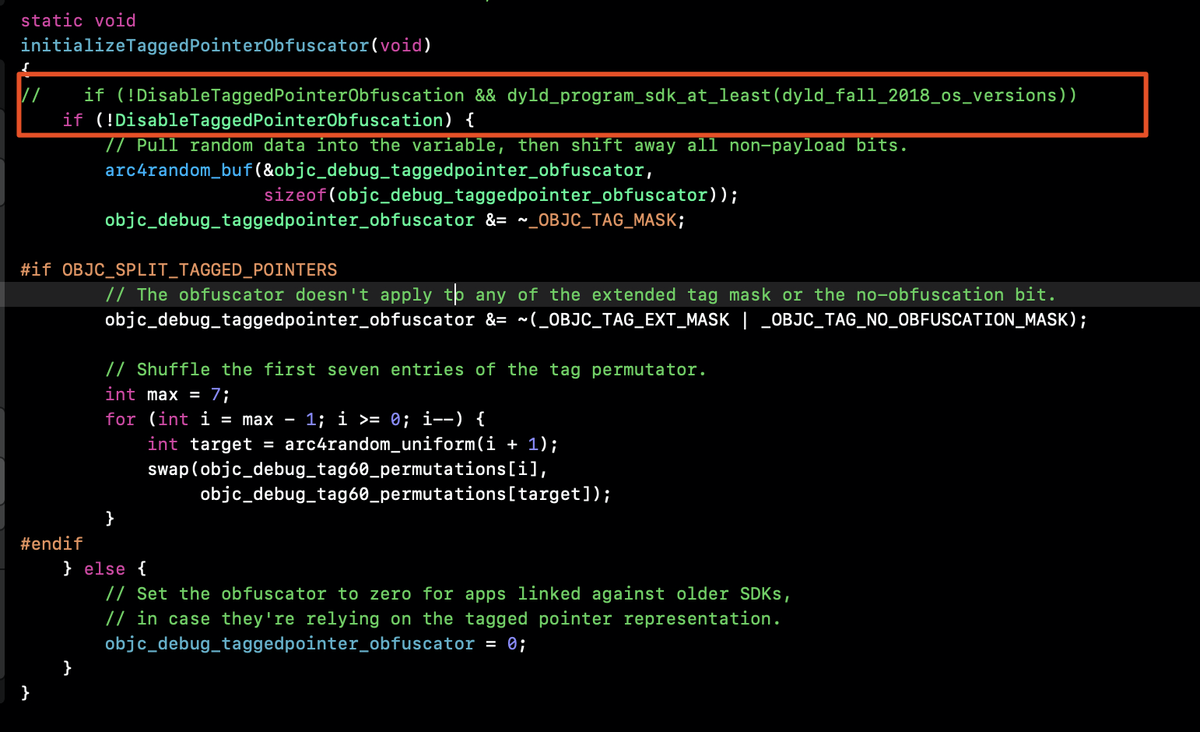 static void
initializeTaggedPointerObfuscator(void)
{
//    if (!DisableTaggedPointerObfuscation && dyld_program_sdk_at_least(dyld_fall_2018_os_versions))
    if (!DisableTaggedPointerObfuscation) {
        // Pull random data into the variable, then shift away all non-payload bits.
        arc4random_buf(&objc_debug_taggedpointer_obfuscator,
                       sizeof(objc_debug_taggedpointer_obfuscator));
        objc_debug_taggedpointer_obfuscator &= ~_OBJC_TAG_MASK;
#if OBJC_SPLIT_TAGGED_POINTERS
        // The obfuscator doesn't apply to any of the extended tag mask or the no-obfuscation bit.
        objc_debug_taggedpointer_obfuscator &= ~(_OBJC_TAG_EXT_MASK | _OBJC_TAG_NO_OBFUSCATION_MASK);
        // Shuffle the first seven entries of the tag permutator.
        int max = 7;
        for (int i = max - 1; i >= 0; i--) {
            int target = arc4random_uniform(i + 1);
            swap(objc_debug_tag60_permutations[i],
                 objc_debug_tag60_permutations[target]);
        }
#endif
    } else {
        // Set the obfuscator to zero for apps linked against older SDKs,
        // in case they're relying on the tagged pointer representation.
        objc_debug_taggedpointer_obfuscator = 0;
    }
}